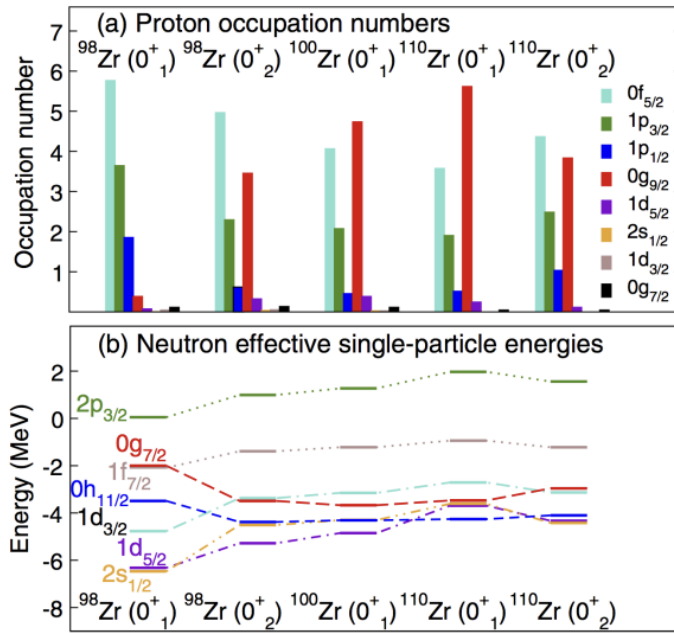 (a) Proton occupation numbers
⁹⁸Zr (0⁺₁) ⁹⁸Zr (0⁺₂) ¹⁰⁰Zr (0⁺₁) ¹¹⁰Zr (0⁺₁) ¹¹⁰Zr (0⁺₂)
Occupation number
7
6
5
4
3
2
1
0f₅/₂
1p₃/₂
1p₁/₂
0g₉/₂
1d₅/₂
2s₁/₂
1d₃/₂
0g₇/₂
(b) Neutron effective single-particle energies
Energy (MeV)
2
0
-2
-4
-6
-8
2p₃/₂
0g₇/₂
1f₇/₂
0h₁₁/₂
1d₃/₂
1d₅/₂
2s₁/₂
⁹⁸Zr (0⁺₁) ⁹⁸Zr (0⁺₂) ¹⁰⁰Zr (0⁺₁) ¹¹⁰Zr (0⁺₁) ¹¹⁰Zr (0⁺₂)